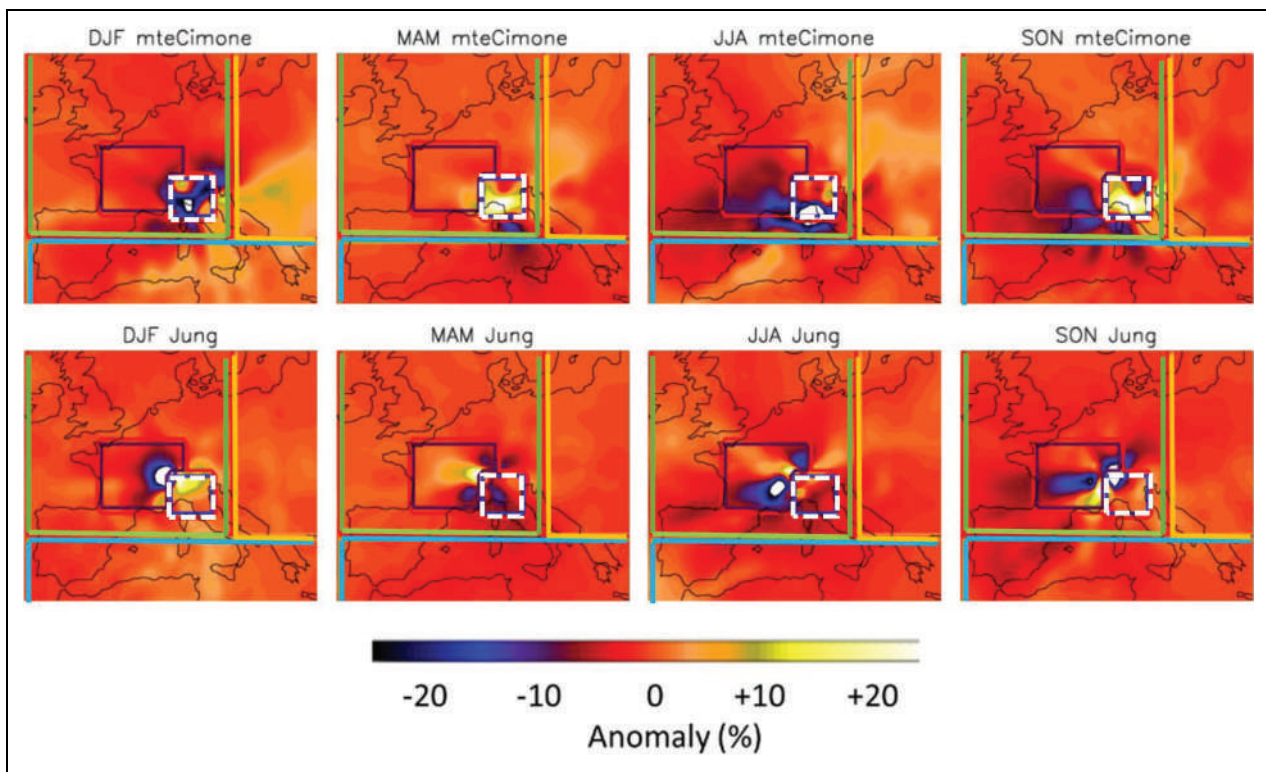 DJF mteCimone MAM mteCimone JJA mteCimone SON mteCimone
DJF Jung MAM Jung JJA Jung SON Jung
-20 -10 0 +10 +20
Anomaly (%)